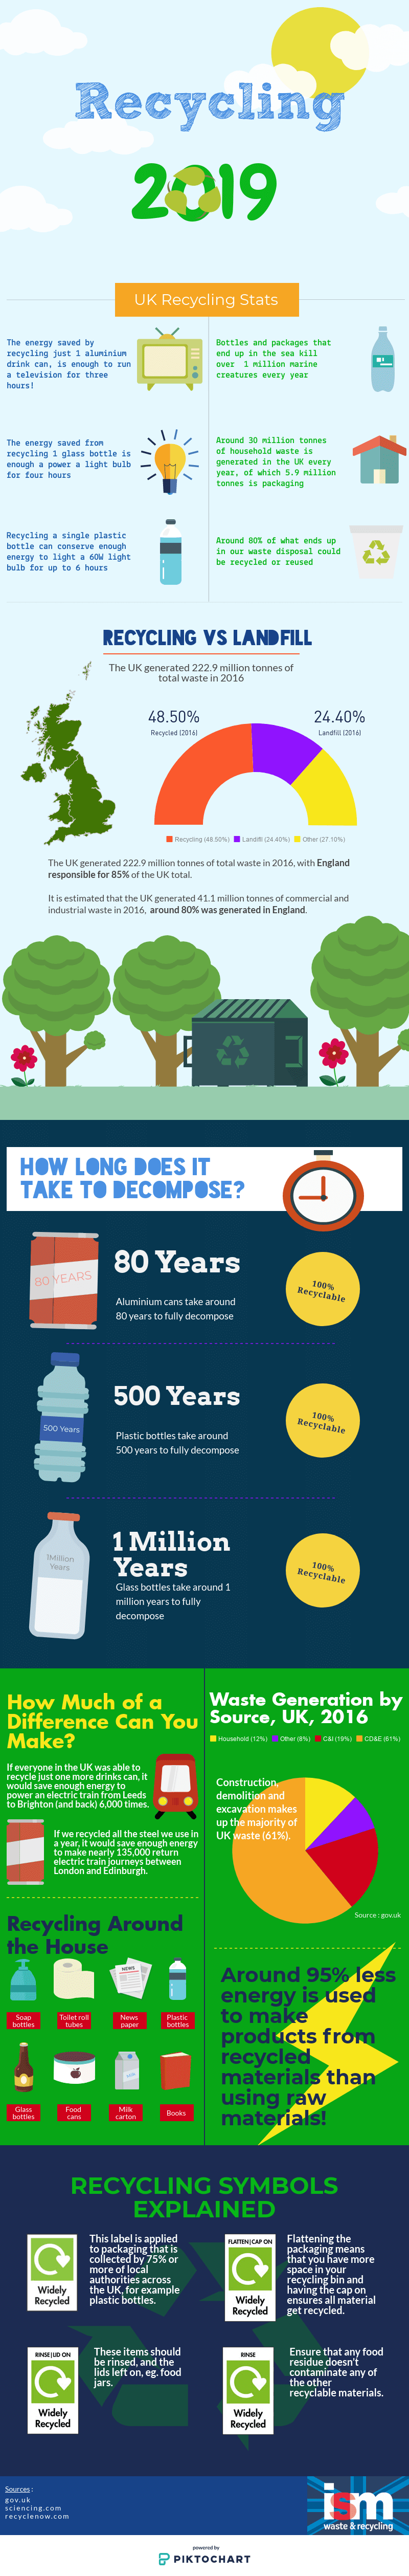 Recycling
2019
UK Recycling Stats
The energy saved by
recycling just 1 aluminium
drink can, is enough to run
a television for three
hours!
Bottles and packages that
end up in the sea kill
over 1 million marine
creatures every year
The energy saved from
recycling 1 glass bottle is
enough a power a light bulb
for four hours
Around 30 million tonnes
of household waste is
generated in the UK every
year, of which 5.9 million
tonnes is packaging
Recycling a single plastic
bottle can conserve enough
energy to light a 60W light
bulb for up to 6 hours
Around 80% of what ends up
in our waste disposal could
be recycled or reused
RECYCLING VS LANDFILL
The UK generated 222.9 million tonnes of
total waste in 2016
48.50%
Recycled (2016)
24.40%
Landfill (2016)
Recycling (48.50%) Landfill (24.40%) Other (27.10%)
The UK generated 222.9 million tonnes of total waste in 2016, with England
responsible for 85% of the UK total.
It is estimated that the UK generated 41.1 million tonnes of commercial and
industrial waste in 2016, around 80% was generated in England.
HOW LONG DOES IT
TAKE TO DECOMPOSE?
80 YEARS
80 Years
Aluminium cans take around
80 years to fully decompose
100%
Recyclable
500 Years
500 Years
Plastic bottles take around
500 years to fully decompose
100%
Recyclable
1Million
Years
1 Million
Years
Glass bottles take around 1
million years to fully
decompose
100%
Recyclable
How Much of a
Difference Can You
Make?
If everyone in the UK was able to
recycle just one more drinks can, it
would save enough energy to
power an electric train from Leeds
to Brighton (and back) 6,000 times.
If we recycled all the steel we use in
a year, it would save enough energy
to make nearly 135,000 return
electric train journeys between
London and Edinburgh.
Recycling Around
the House
NEWS
Soap
bottles
Toilet roll
tubes
News
paper
Plastic
bottles
Glass
bottles
Food
cans
Milk
carton
Books
Waste Generation by
Source, UK, 2016
Household (12%) Other (8%) C&I (19%) CD&E (61%)
Construction,
demolition and
excavation makes
up the majority of
UK waste (61%).
Source : gov.uk
Around 95% less
energy is used
to make
products from
recycled
materials than
using raw
materials!
RECYCLING SYMBOLS
EXPLAINED
Widely
Recycled
This label is applied
to packaging that is
collected by 75% or
more of local
authorities across
the UK, for example
plastic bottles.
FLATTEN|CAP ON
Widely
Recycled
Flattening the
packaging means
that you have more
space in your
recycling bin and
having the cap on
ensures all material
get recycled.
RINSE|LID ON
Widely
Recycled
These items should
be rinsed, and the
lids left on, eg. food
jars.
RINSE
Widely
Recycled
Ensure that any food
residue doesn't
contaminate any of
the other
recyclable materials.
Sources :
gov.uk
sciencing.com
recyclenow.com
ism
waste & recycling
powered by
PIKTOCHART